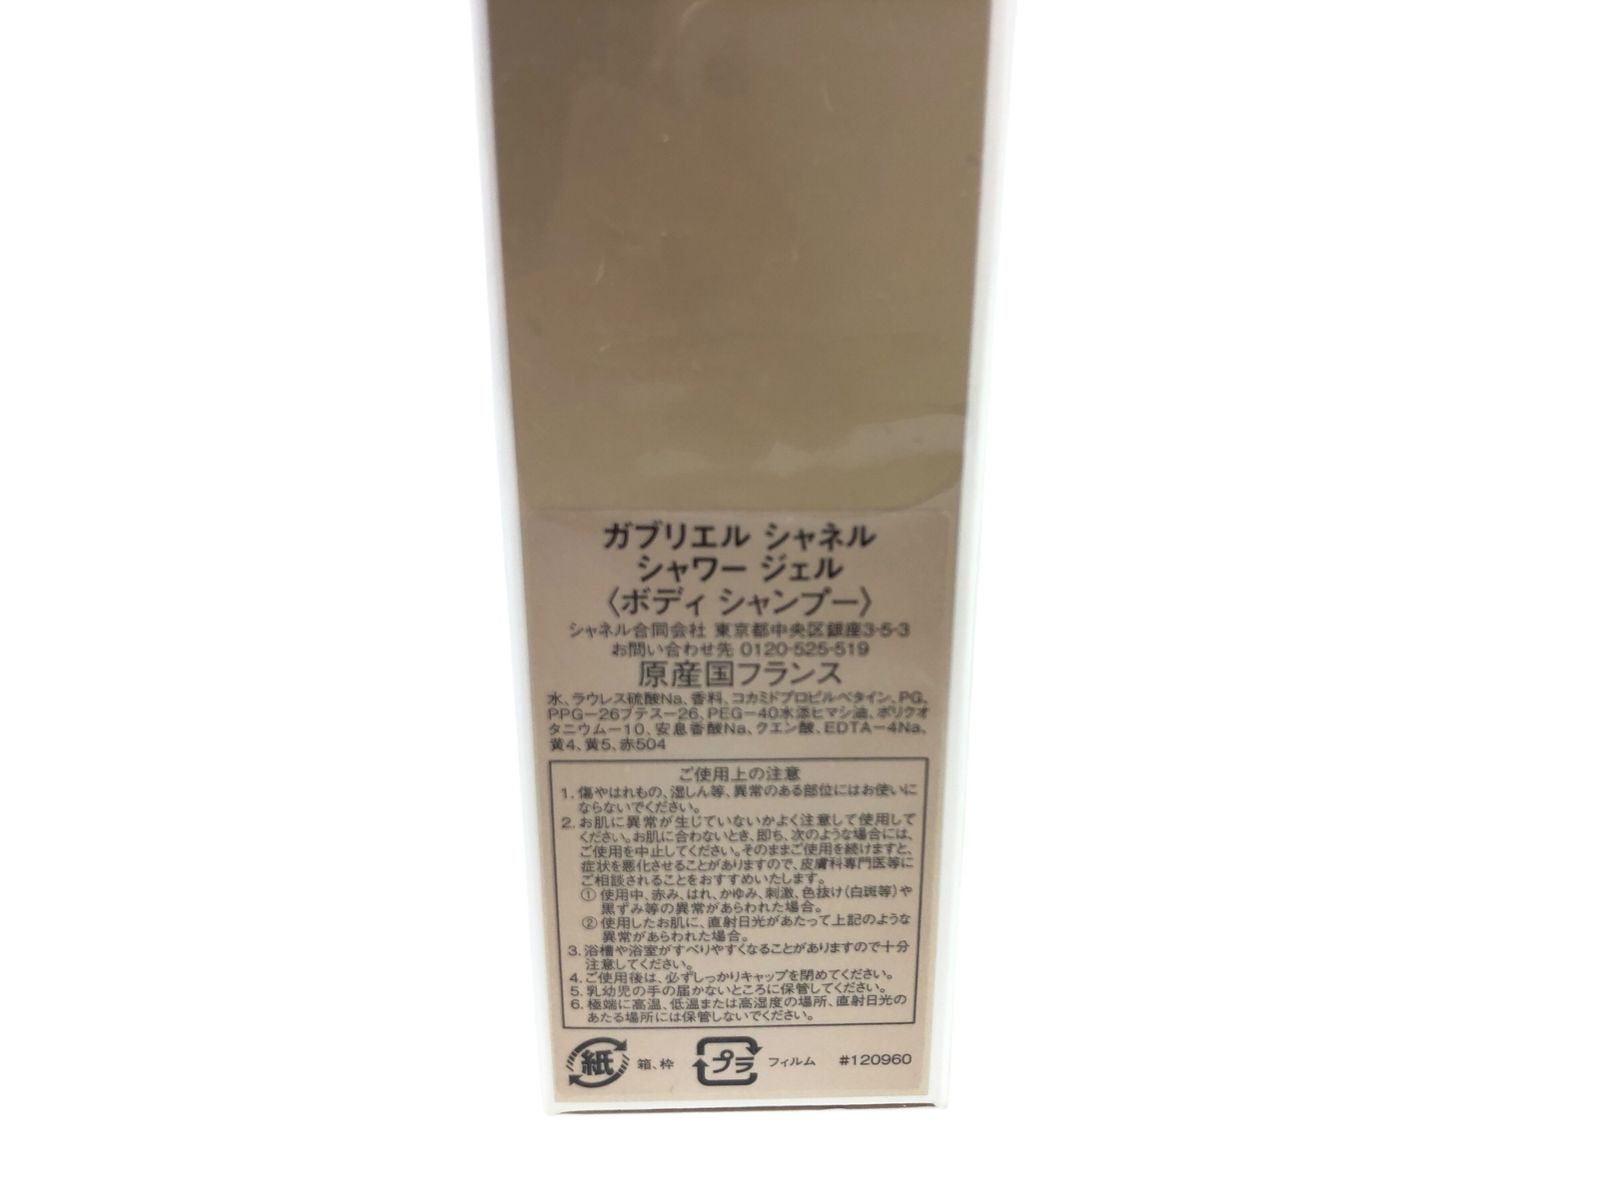 ガブリエル シャネル
シャワー ジェル
〈ボディ シャンプー〉
シャネル合同会社 東京都中央区銀座3-5-3
お問い合わせ先 0120-525-519
原産国フランス
水、ラウレス硫酸Na、香料、コカミドプロピルベタイン、PG、
PPG－26ブテス－26、PEG－40水添ヒマシ油、ポリクオ
タニウム－10、安息香酸Na、クエン酸、EDTA－4Na、
黄4、黄5、赤504
ご使用上の注意
1. 傷やはれもの、湿しん等、異常のある部位にはお使いに
ならないでください。
2. お肌に異常が生じていないかよく注意して使用して
ください。お肌に合わないとき、即ち、次のような場合には、
ご使用を中止してください。そのままご使用を続けますと、
症状を悪化させることがありますので、皮膚科専門医等に
ご相談されることをおすすめいたします。
① 使用中、赤み、はれ、かゆみ、刺激、色抜け(白斑等)や
黒ずみ等の異常があらわれた場合。
② 使用したお肌に、直射日光があたって上記のような
異常があらわれた場合。
3. 浴槽や浴室がすべりやすくなることがありますので十分
注意してください。
4. ご使用後は、必ずしっかりキャップを閉めてください。
5. 乳幼児の手の届かないところに保管してください。
6. 極端に高温、低温または高湿度の場所、直射日光の
あたる場所には保管しないでください。
紙 箱、枠 プラ フィルム #120960